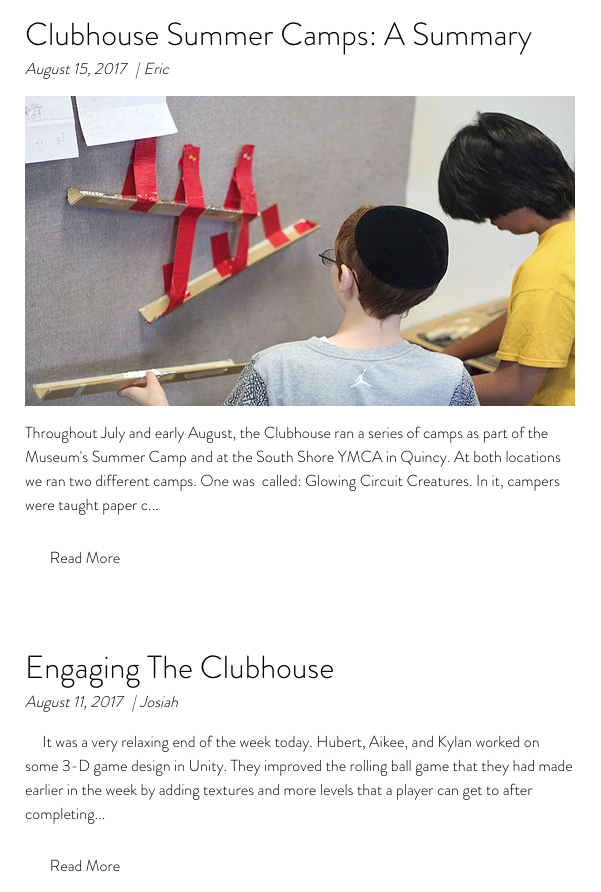 Clubhouse Summer Camps: A Summary
August 15, 2017 | Eric
Throughout July and early August, the Clubhouse ran a series of camps as part of the
Museum's Summer Camp and at the South Shore YMCA in Quincy. At both locations
we ran two different camps. One was  called: Glowing Circuit Creatures. In it, campers
were taught paper c...
Read More
Engaging The Clubhouse
August 11, 2017 | Josiah
It was a very relaxing end of the week today. Hubert, Aikee, and Kylan worked on
some 3-D game design in Unity. They improved the rolling ball game that they had made
earlier in the week by adding textures and more levels that a player can get to after
completing...
Read More